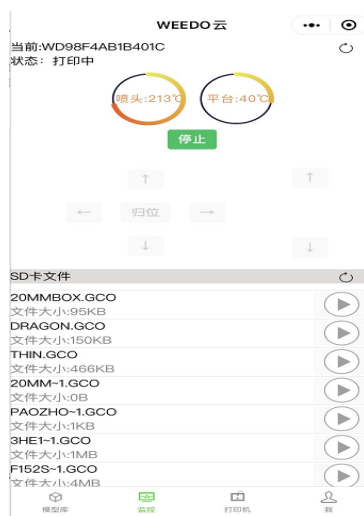 WEEDO云
当前:WD98F4AB1B401C
状态: 打印中
喷头:213℃
平台:40℃
停止
↑
↑
←
归位
→
↓
↓
SD卡文件
20MMBOX.GCO
文件大小:95KB
DRAGON.GCO
文件大小:150KB
THIN.GCO
文件大小:466KB
20MM~1.GCO
文件大小:0B
PAOZHO~1.GCO
文件大小:1KB
3HE1~1.GCO
文件大小:1MB
F152S~1.GCO
文件大小:4MB
模型库
监控
打印机
我